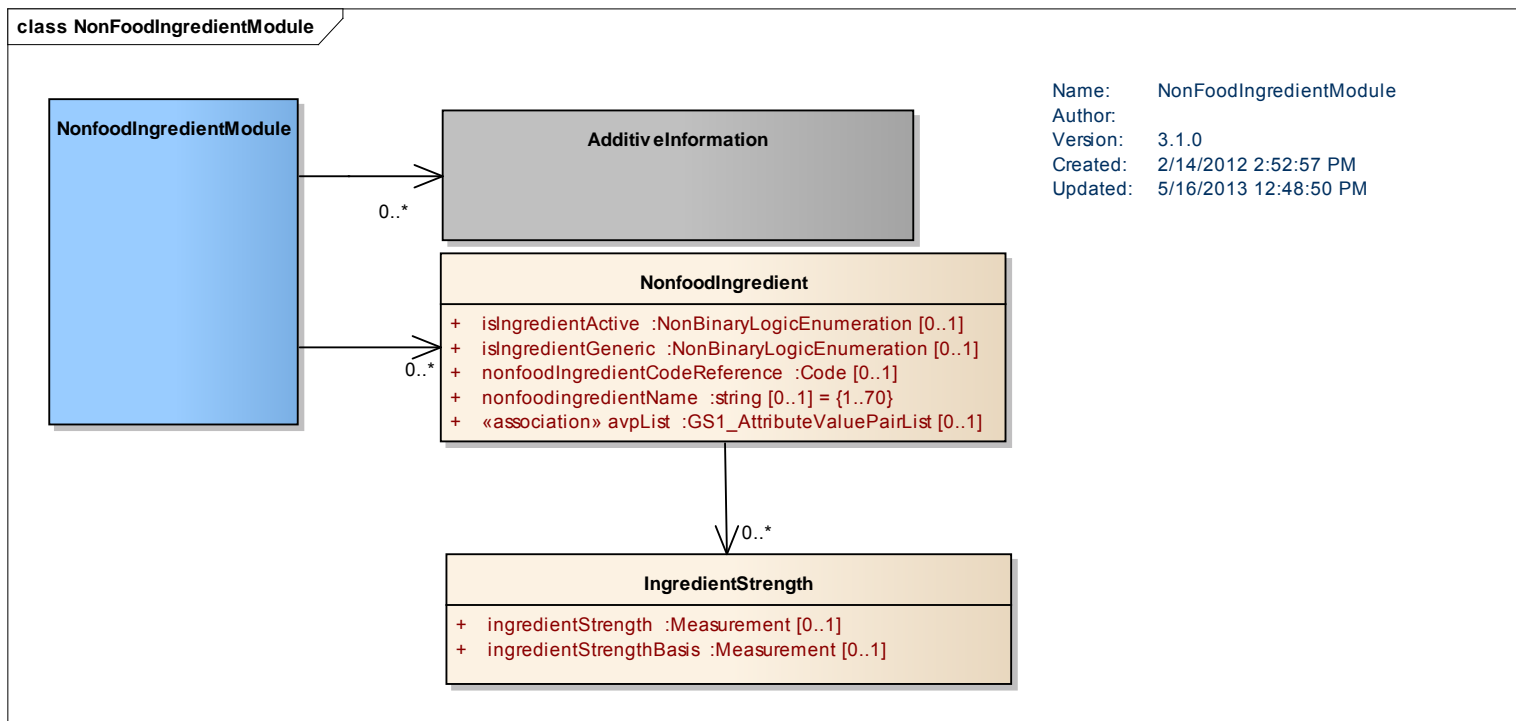 class NonFoodIngredientModule
NonfoodIngredientModule
0..*
0..*
AdditiveInformation
NonfoodIngredient
+ isIngredientActive :NonBinaryLogicEnumeration [0..1]
+ isIngredientGeneric :NonBinaryLogicEnumeration [0..1]
+ nonfoodIngredientCodeReference :Code [0..1]
+ nonfoodingredientName :string [0..1] = {1..70}
+ «association» avpList :GS1_AttributeValuePairList [0..1]
0..*
IngredientStrength
+ ingredientStrength :Measurement [0..1]
+ ingredientStrengthBasis :Measurement [0..1]
Name: NonFoodIngredientModule
Author:
Version: 3.1.0
Created: 2/14/2012 2:52:57 PM
Updated: 5/16/2013 12:48:50 PM